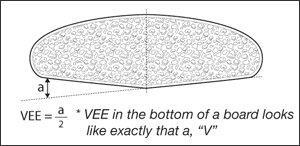 a
VEE = a/2 * VEE in the bottom of a board looks
like exactly that a, “V”